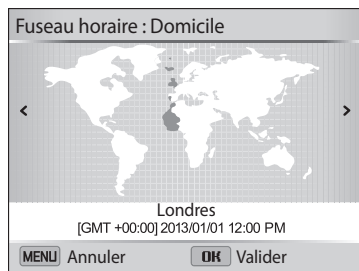 Fuseau horaire : Domicile
Londres
[GMT +00:00] 2013/01/01 12:00 PM
MENU Annuler OK Valider